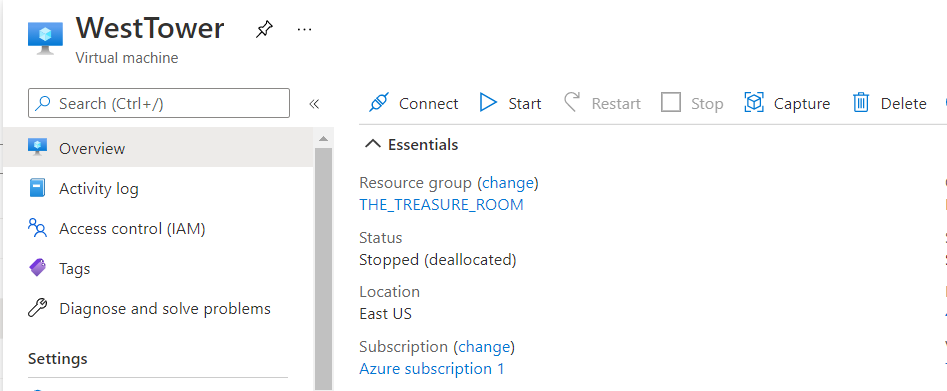 WestTower
Virtual machine
Search (Ctrl+/)
Overview
Activity log
Access control (IAM)
Tags
Diagnose and solve problems
Settings
Connect
Start
Restart
Stop
Capture
Delete
Essentials
Resource group (change)
THE_TREASURE_ROOM
Status
Stopped (deallocated)
Location
East US
Subscription (change)
Azure subscription 1